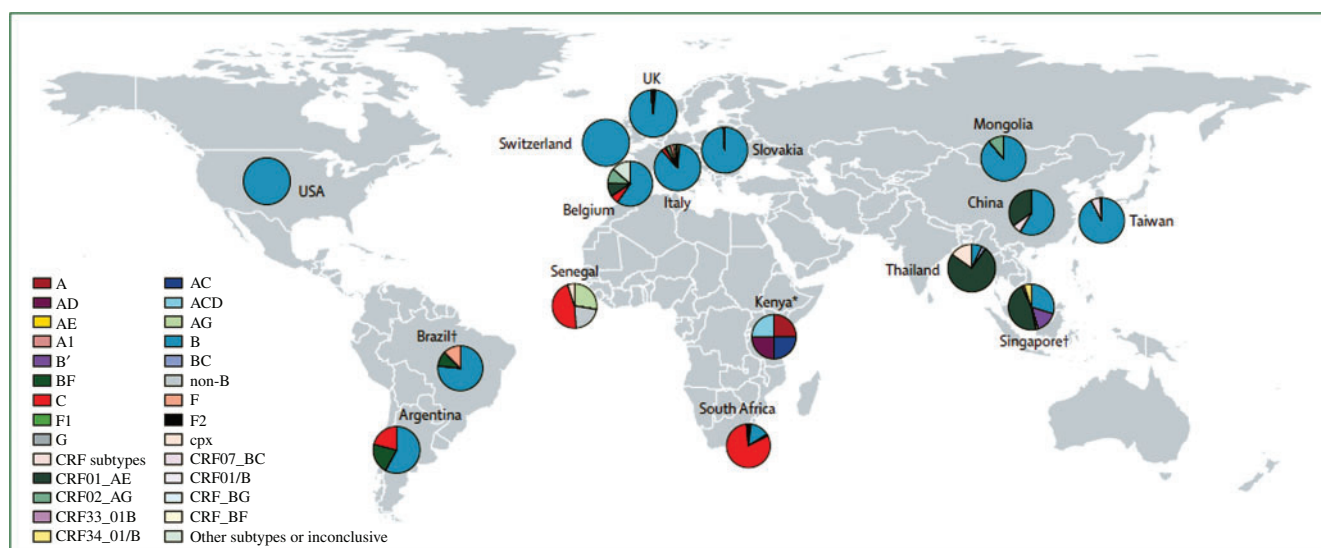 UK
Switzerland
Slovakia
Mongolia
USA
Belgium
Italy
China
Taiwan
Thailand
Senegal
Kenya*
Singapore†
Brazil†
South Africa
Argentina
A
AD
AE
A1
B′
BF
C
F1
G
CRF subtypes
CRF01_AE
CRF02_AG
CRF33_01B
CRF34_01/B
AC
ACD
AG
B
BC
non-B
F
F2
cpx
CRF07_BC
CRF01/B
CRF_BG
CRF_BF
Other subtypes or inconclusive